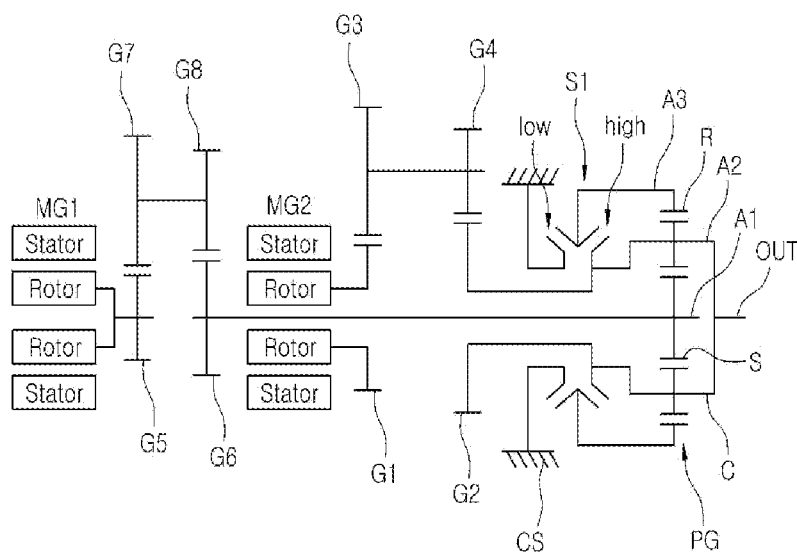 G3
G7
G4
G8
S1
A3
low
high
R
A2
MG1
MG2
A1
Stator
Stator
OUT
Rotor
Rotor
Rotor
Rotor
S
Stator
Stator
G5
G6
G1
G2
C
CS
PG